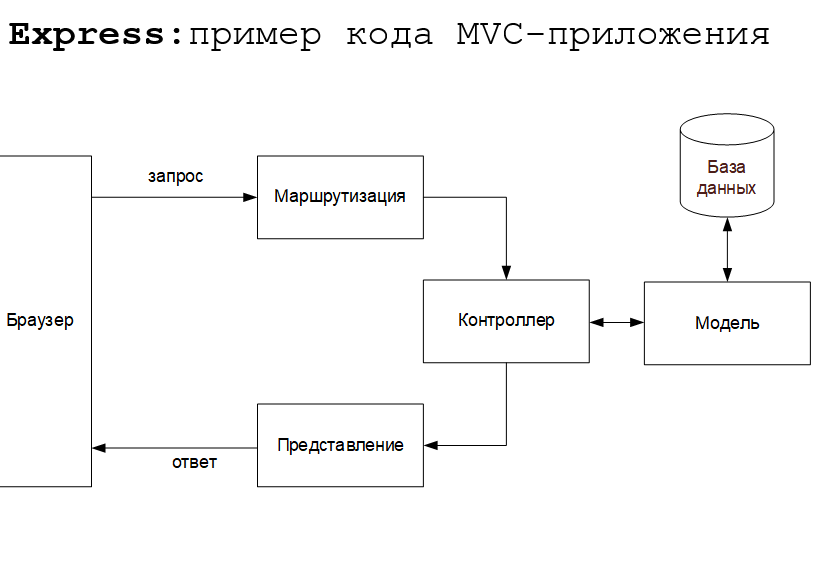 Express:пример кода MVC-приложения
запрос
Маршрутизация
База
данных
Браузер
Контроллер
Модель
Представление
ответ